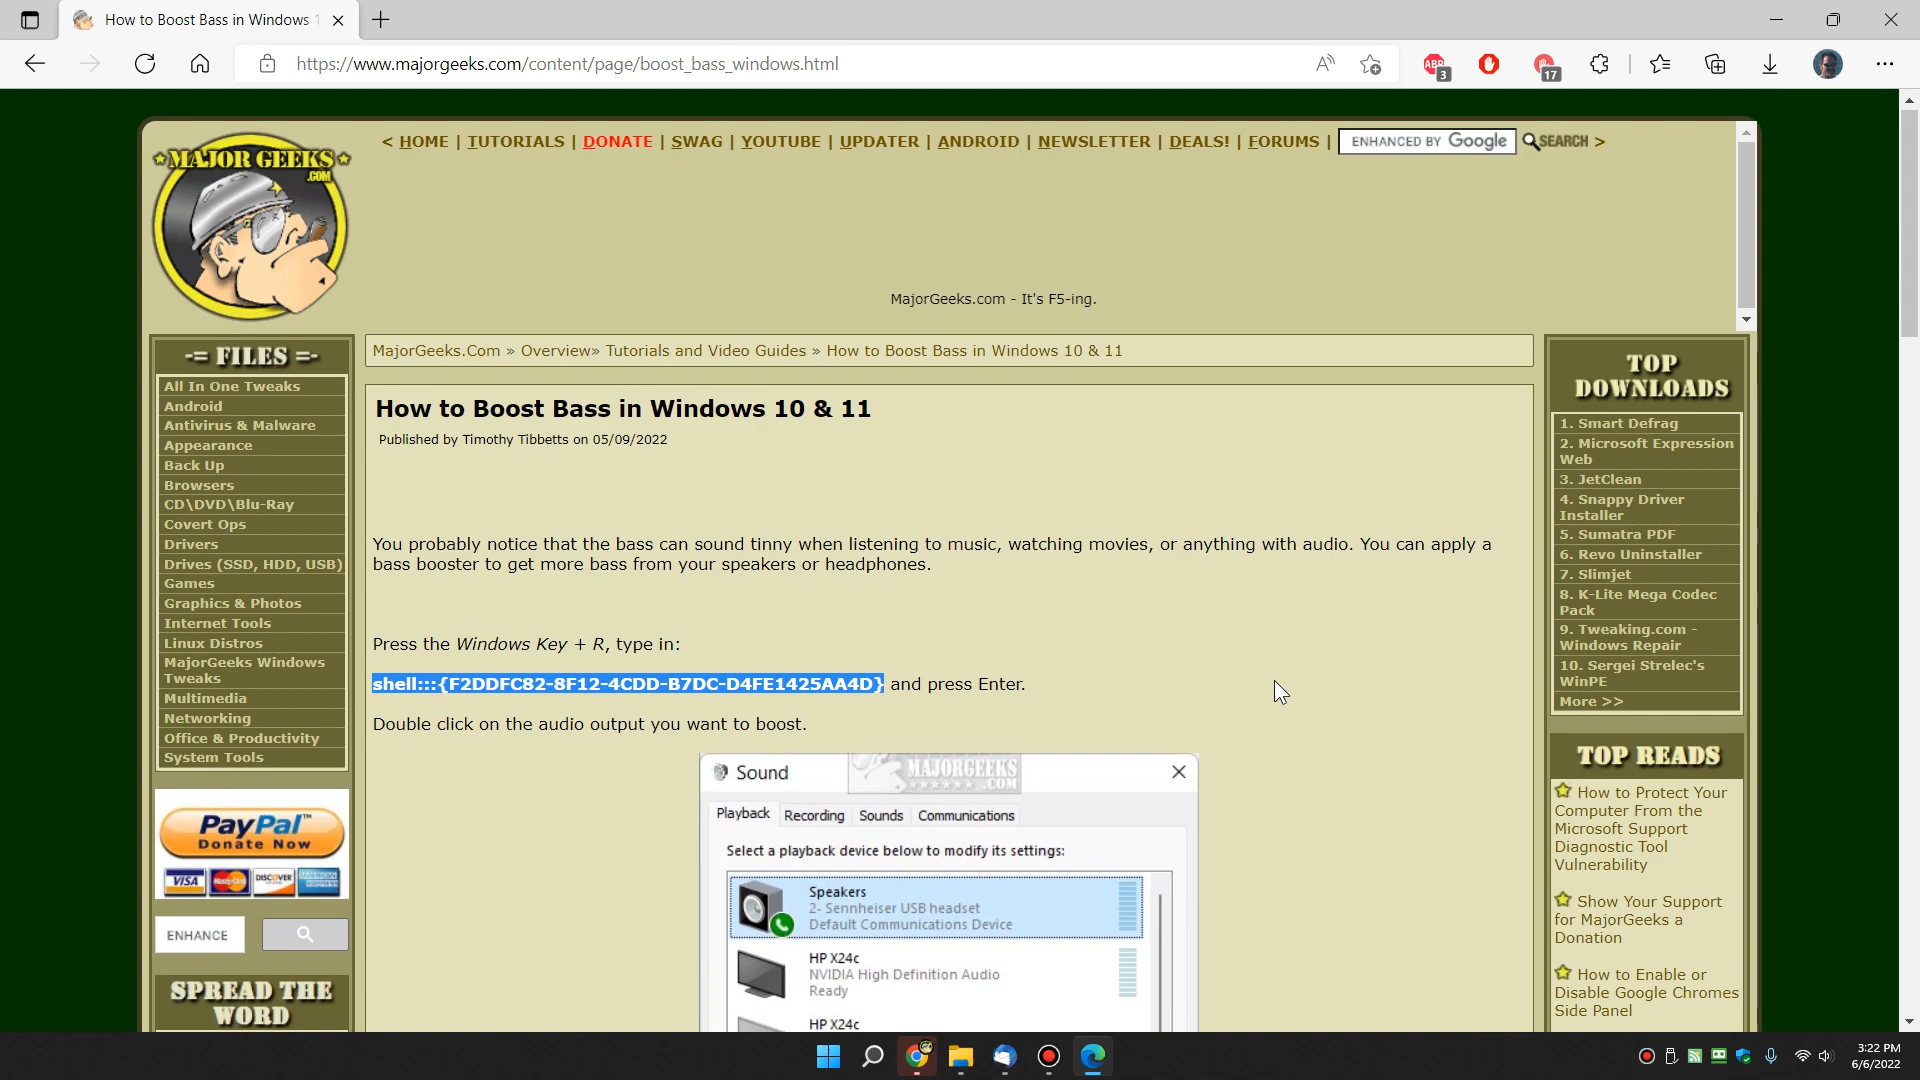 How to Boost Bass in Windows 1
https://www.majorgeeks.com/content/page/boost_bass_windows.html
ABP
3
17
MAJOR GEEKS
.COM
< HOME | TUTORIALS | DONATE | SWAG | YOUTUBE | UPDATER | ANDROID | NEWSLETTER | DEALS! | FORUMS | ENHANCED BY Google SEARCH >
MajorGeeks.com - It's F5-ing.
-= FILES =-
All In One Tweaks
Android
Antivirus & Malware
Appearance
Back Up
Browsers
CD\DVD\Blu-Ray
Covert Ops
Drivers
Drives (SSD, HDD, USB)
Games
Graphics & Photos
Internet Tools
Linux Distros
MajorGeeks Windows
Tweaks
Multimedia
Networking
Office & Productivity
System Tools
PayPal™
Donate Now
VISA MasterCard DISCOVER AMERICAN EXPRESS
ENHANCE
SPREAD THE
WORD
MajorGeeks.Com » Overview» Tutorials and Video Guides » How to Boost Bass in Windows 10 & 11
How to Boost Bass in Windows 10 & 11
Published by Timothy Tibbetts on 05/09/2022
You probably notice that the bass can sound tinny when listening to music, watching movies, or anything with audio. You can apply a
bass booster to get more bass from your speakers or headphones.
Press the Windows Key + R, type in:
shell:::{F2DDFC82-8F12-4CDD-B7DC-D4FE1425AA4D} and press Enter.
Double click on the audio output you want to boost.
Sound
MAJORGEEKS
.COM
Playback Recording Sounds Communications
Select a playback device below to modify its settings:
Speakers
2- Sennheiser USB headset
Default Communications Device
HP X24c
NVIDIA High Definition Audio
Ready
HP X24c
TOP
DOWNLOADS
1. Smart Defrag
2. Microsoft Expression
Web
3. JetClean
4. Snappy Driver
Installer
5. Sumatra PDF
6. Revo Uninstaller
7. Slimjet
8. K-Lite Mega Codec
Pack
9. Tweaking.com -
Windows Repair
10. Sergei Strelec's
WinPE
More >>
TOP READS
How to Protect Your
Computer From the
Microsoft Support
Diagnostic Tool
Vulnerability
Show Your Support
for MajorGeeks a
Donation
How to Enable or
Disable Google Chromes
Side Panel
3:22 PM
6/6/2022